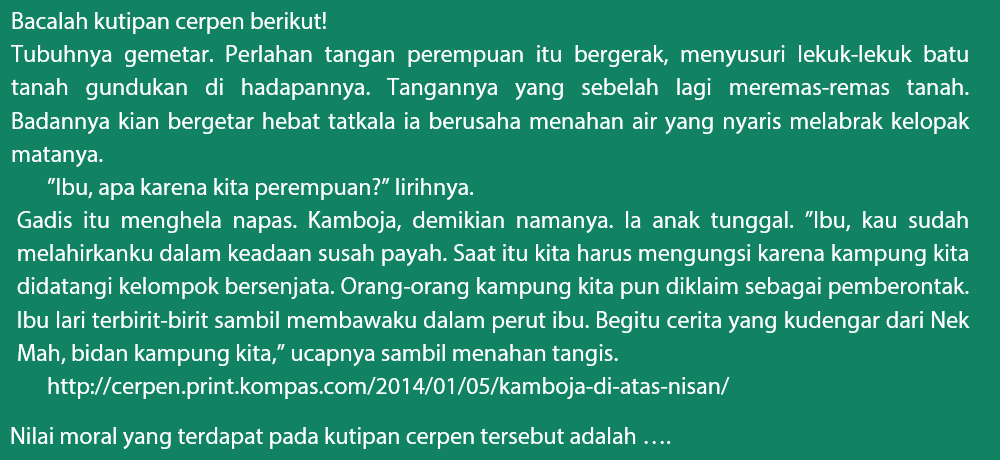 Bacalah kutipan cerpen berikut!
Tubuhnya gemetar. Perlahan tangan perempuan itu bergerak, menyusuri lekuk-lekuk batu
tanah gundukan di hadapannya. Tangannya yang sebelah lagi meremas-remas tanah.
Badannya kian bergetar hebat tatkala ia berusaha menahan air yang nyaris melabrak kelopak
matanya.
”Ibu, apa karena kita perempuan?” lirihnya.
Gadis itu menghela napas. Kamboja, demikian namanya. Ia anak tunggal. ”Ibu, kau sudah
melahirkanku dalam keadaan susah payah. Saat itu kita harus mengungsi karena kampung kita
didatangi kelompok bersenjata. Orang-orang kampung kita pun diklaim sebagai pemberontak.
Ibu lari terbirit-birit sambil membawaku dalam perut ibu. Begitu cerita yang kudengar dari Nek
Mah, bidan kampung kita,” ucapnya sambil menahan tangis.
http://cerpen.print.kompas.com/2014/01/05/kamboja-di-atas-nisan/
Nilai moral yang terdapat pada kutipan cerpen tersebut adalah ….